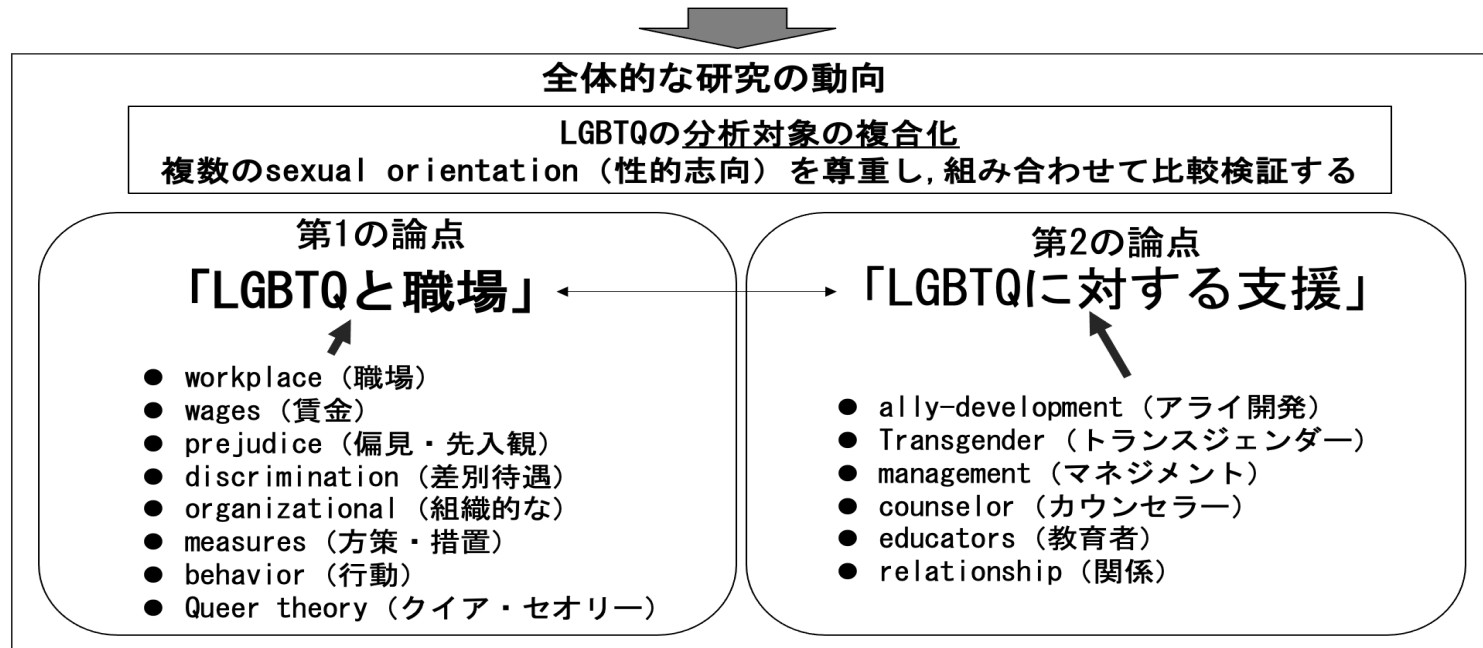 全体的な研究の動向
LGBTQの分析対象の複合化
複数のsexual orientation（性的志向）を尊重し,組み合わせて比較検証する
第1の論点
「LGBTQと職場」
● workplace（職場）
● wages（賃金）
● prejudice（偏見・先入観）
● discrimination（差別待遇）
● organizational（組織的な）
● measures（方策・措置）
● behavior（行動）
● Queer theory（クイア・セオリー）
第2の論点
「LGBTQに対する支援」
● ally-development（アライ開発）
● Transgender（トランスジェンダー）
● management（マネジメント）
● counselor（カウンセラー）
● educators（教育者）
● relationship（関係）